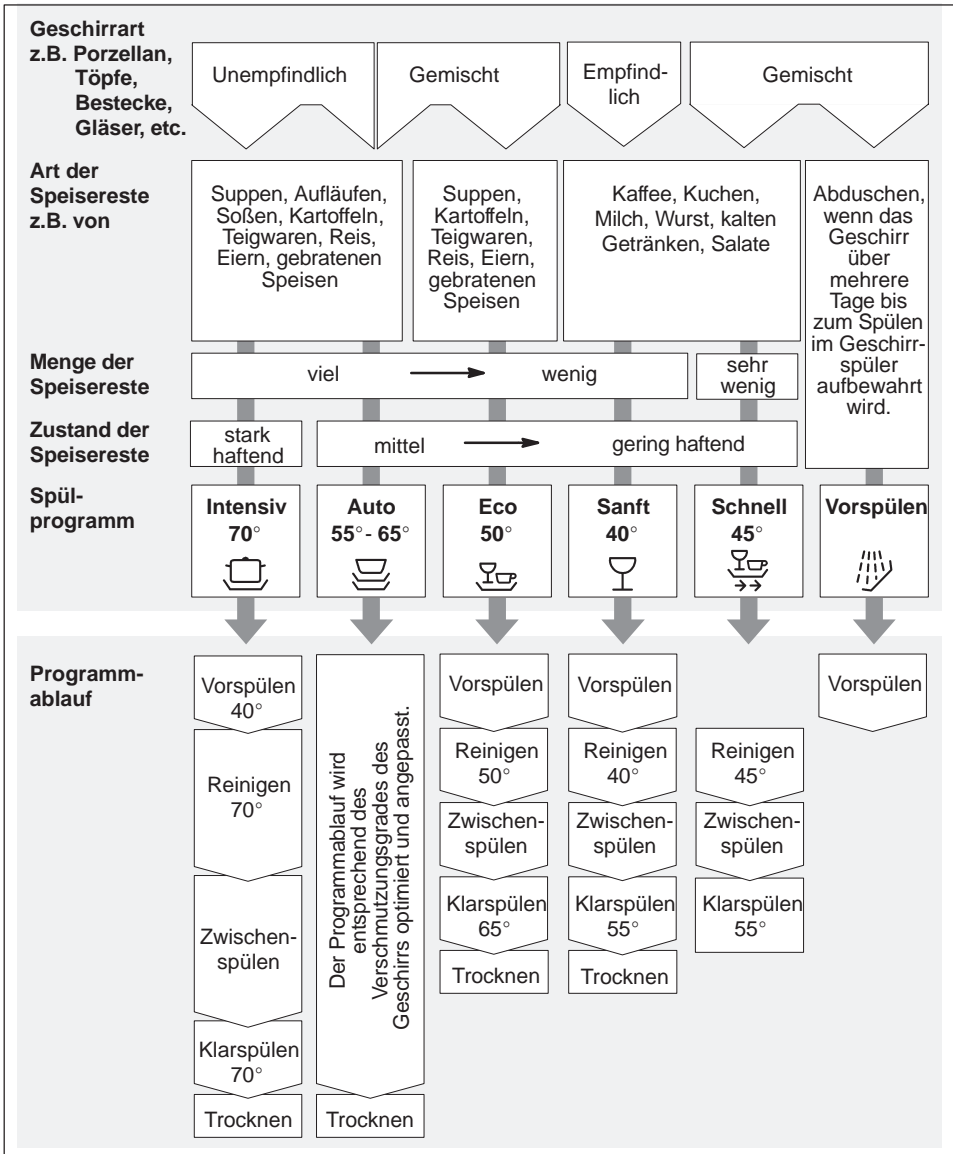 Geschirrart
z.B. Porzellan,
Töpfe,
Bestecke,
Gläser, etc.
Unempfindlich
Gemischt
Empfind-
lich
Gemischt
Art der
Speisereste
z.B. von
Suppen, Aufläufen,
Soßen, Kartoffeln,
Teigwaren, Reis,
Eiern, gebratenen
Speisen
Suppen,
Kartoffeln,
Teigwaren,
Reis, Eiern,
gebratenen
Speisen
Kaffee, Kuchen,
Milch, Wurst, kalten
Getränken, Salate
Abduschen,
wenn das
Geschirr
über
mehrere
Tage bis
zum Spülen
im Geschirr-
spüler
aufbewahrt
wird.
Menge der
Speisereste
viel
wenig
sehr
wenig
Zustand der
Speisereste
stark
haftend
mittel
gering haftend
Spül-
programm
Intensiv
70°
Auto
55°- 65°
Eco
50°
Sanft
40°
Schnell
45°
Vorspülen
Programm-
ablauf
Vorspülen
40°
Reinigen
70°
Zwischen-
spülen
Klarspülen
70°
Trocknen
Der Programmablauf wird
entsprechend des
Verschmutzungsgrades des
Geschirrs optimiert und angepasst.
Trocknen
Vorspülen
Reinigen
50°
Zwischen-
spülen
Klarspülen
65°
Trocknen
Vorspülen
Reinigen
40°
Zwischen-
spülen
Klarspülen
55°
Trocknen
Reinigen
45°
Zwischen-
spülen
Klarspülen
55°
Vorspülen